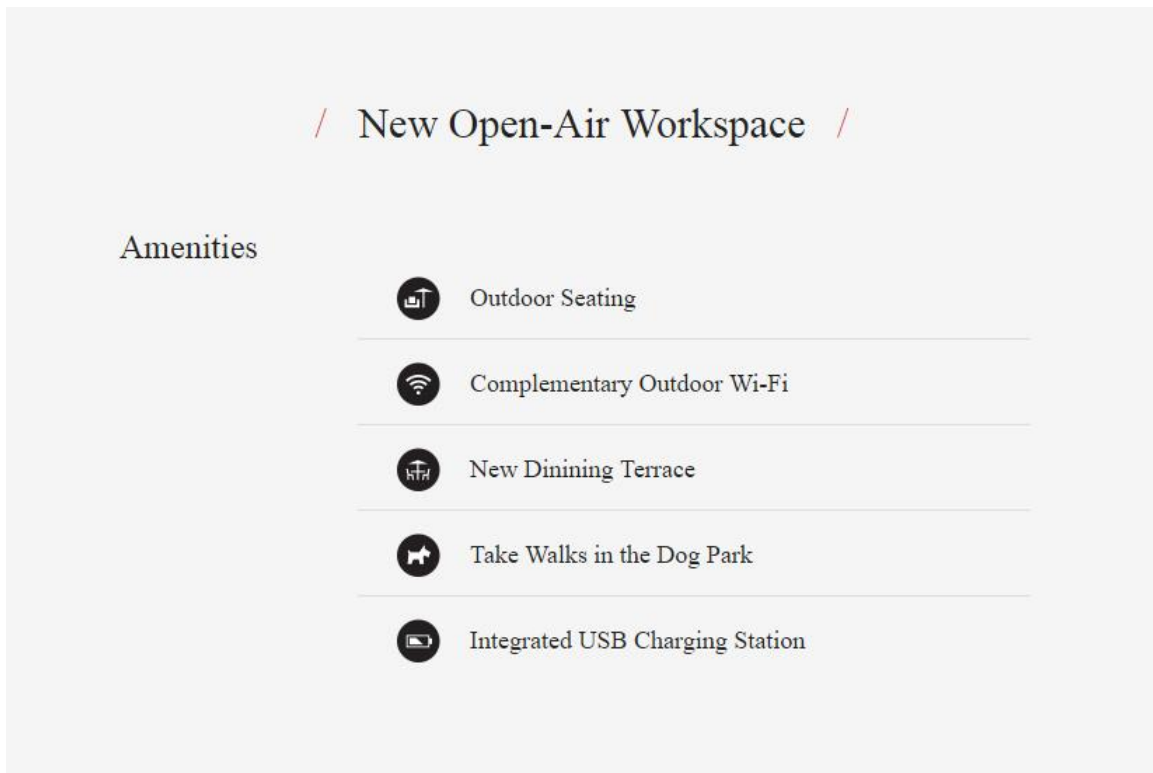 / New Open-Air Workspace /
Amenities
Outdoor Seating
Complementary Outdoor Wi-Fi
New Dinining Terrace
Take Walks in the Dog Park
Integrated USB Charging Station